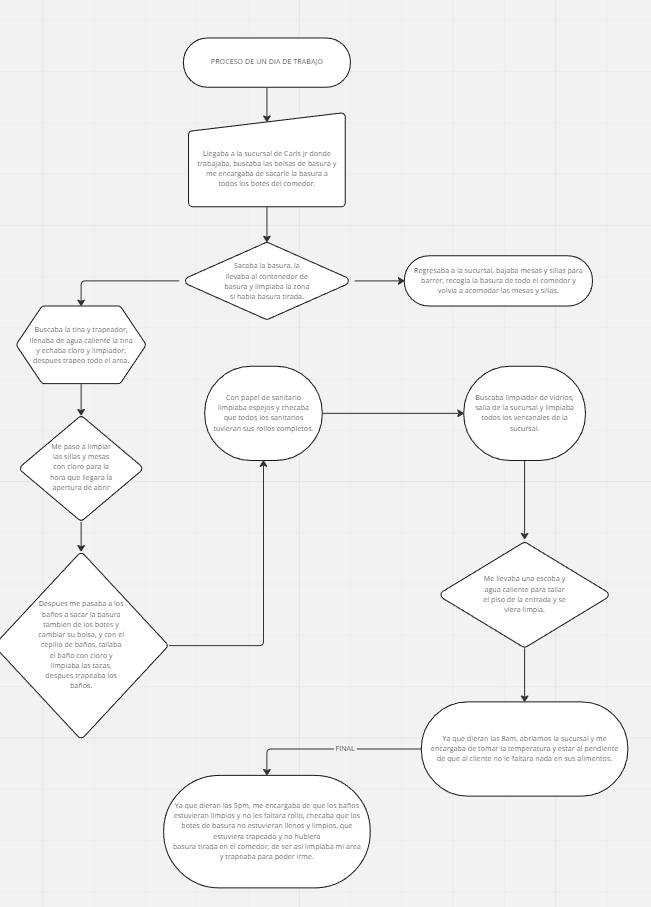 PROCESO DE UN DIA DE TRABAJO
Llegaba a la sucursal de Carls jr donde
trabajaba, buscaba las bolsas de basura y
me encargaba de sacarle la basura a
todos los botes del comedor.
Sacaba la basura, la
llevaba al contenedor de
basura y limpiaba la zona
si habia basura tirada.
Regresaba a la sucursal, bajaba mesas y sillas para
barrer, recogia la basura de todo el comedor y
volvia a acomodar las mesas y sillas.
Buscaba la tina y trapeador,
llenaba de agua caliente la tina
y echaba cloro y limpiador,
despues trapeo todo el area.
Me paso a limpiar
las sillas y mesas
con cloro para la
hora que llegara la
apertura de abrir
Despues me pasaba a los
baños a sacar la basura
tambien de los botes y
cambiar su bolsa, y con el
cepillo de baños, tallaba
el baño con cloro y
limpiaba las tazas,
despues trapeaba los
baños.
Con papel de sanitario
limpiaba espejos y checaba
que todos los sanitarios
tuvieran sus rollos completos.
Buscaba limpiador de vidrios,
salia de la sucursal y limpiaba
todos los ventanales de la
sucursal.
Me llevaba una escoba y
agua caliente para tallar
el piso de la entrada y se
viera limpia.
Ya que dieran las 8am, abriamos la sucursal y me
encargaba de tomar la temperatura y estar al pendiente
de que al cliente no le faltara nada en sus alimentos.
FINAL
Ya que dieran las 5pm, me encargaba de que los baños
estuvieran limpios y no les faltara rollo, checaba que los
botes de basura no estuvieran llenos y limpios, que
estuviera trapeado y no hubiera
basura tirada en el comedor, de ser asi limpiaba mi area
y trapeaba para poder irme.